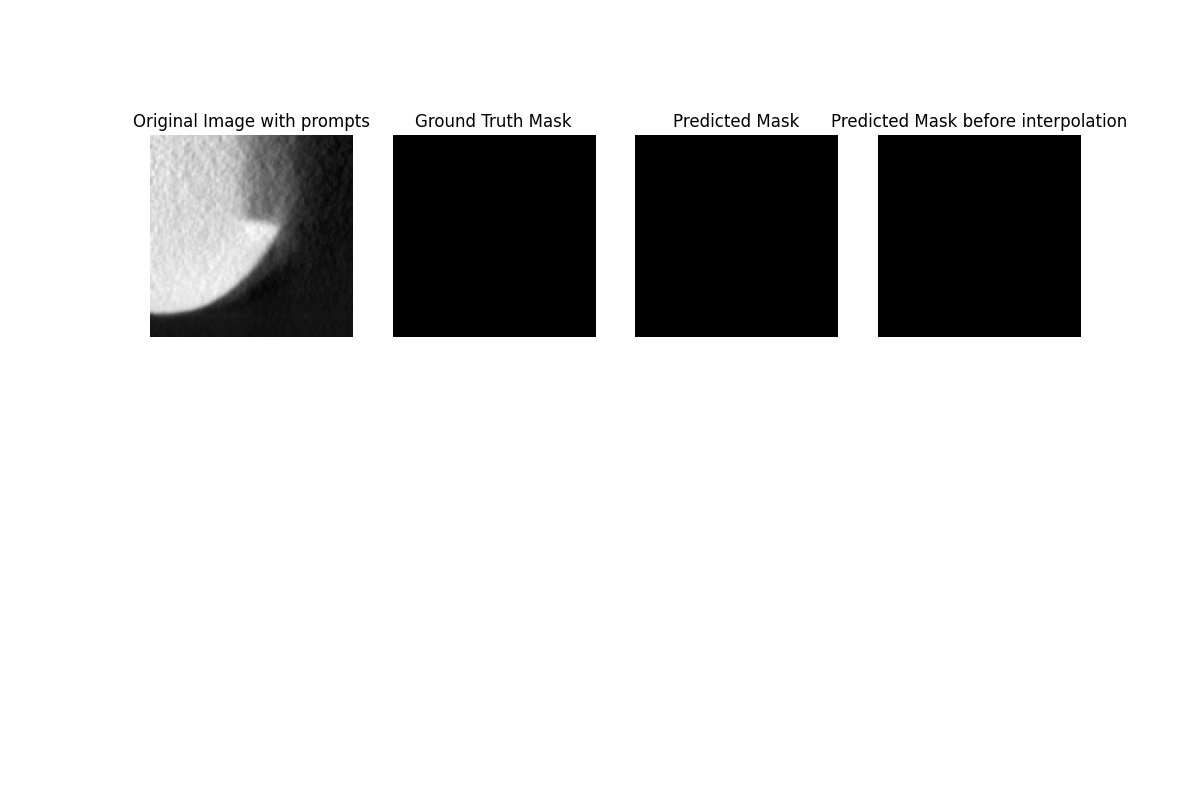 Original Image with prompts
Ground Truth Mask
Predicted Mask
Predicted Mask before interpolation